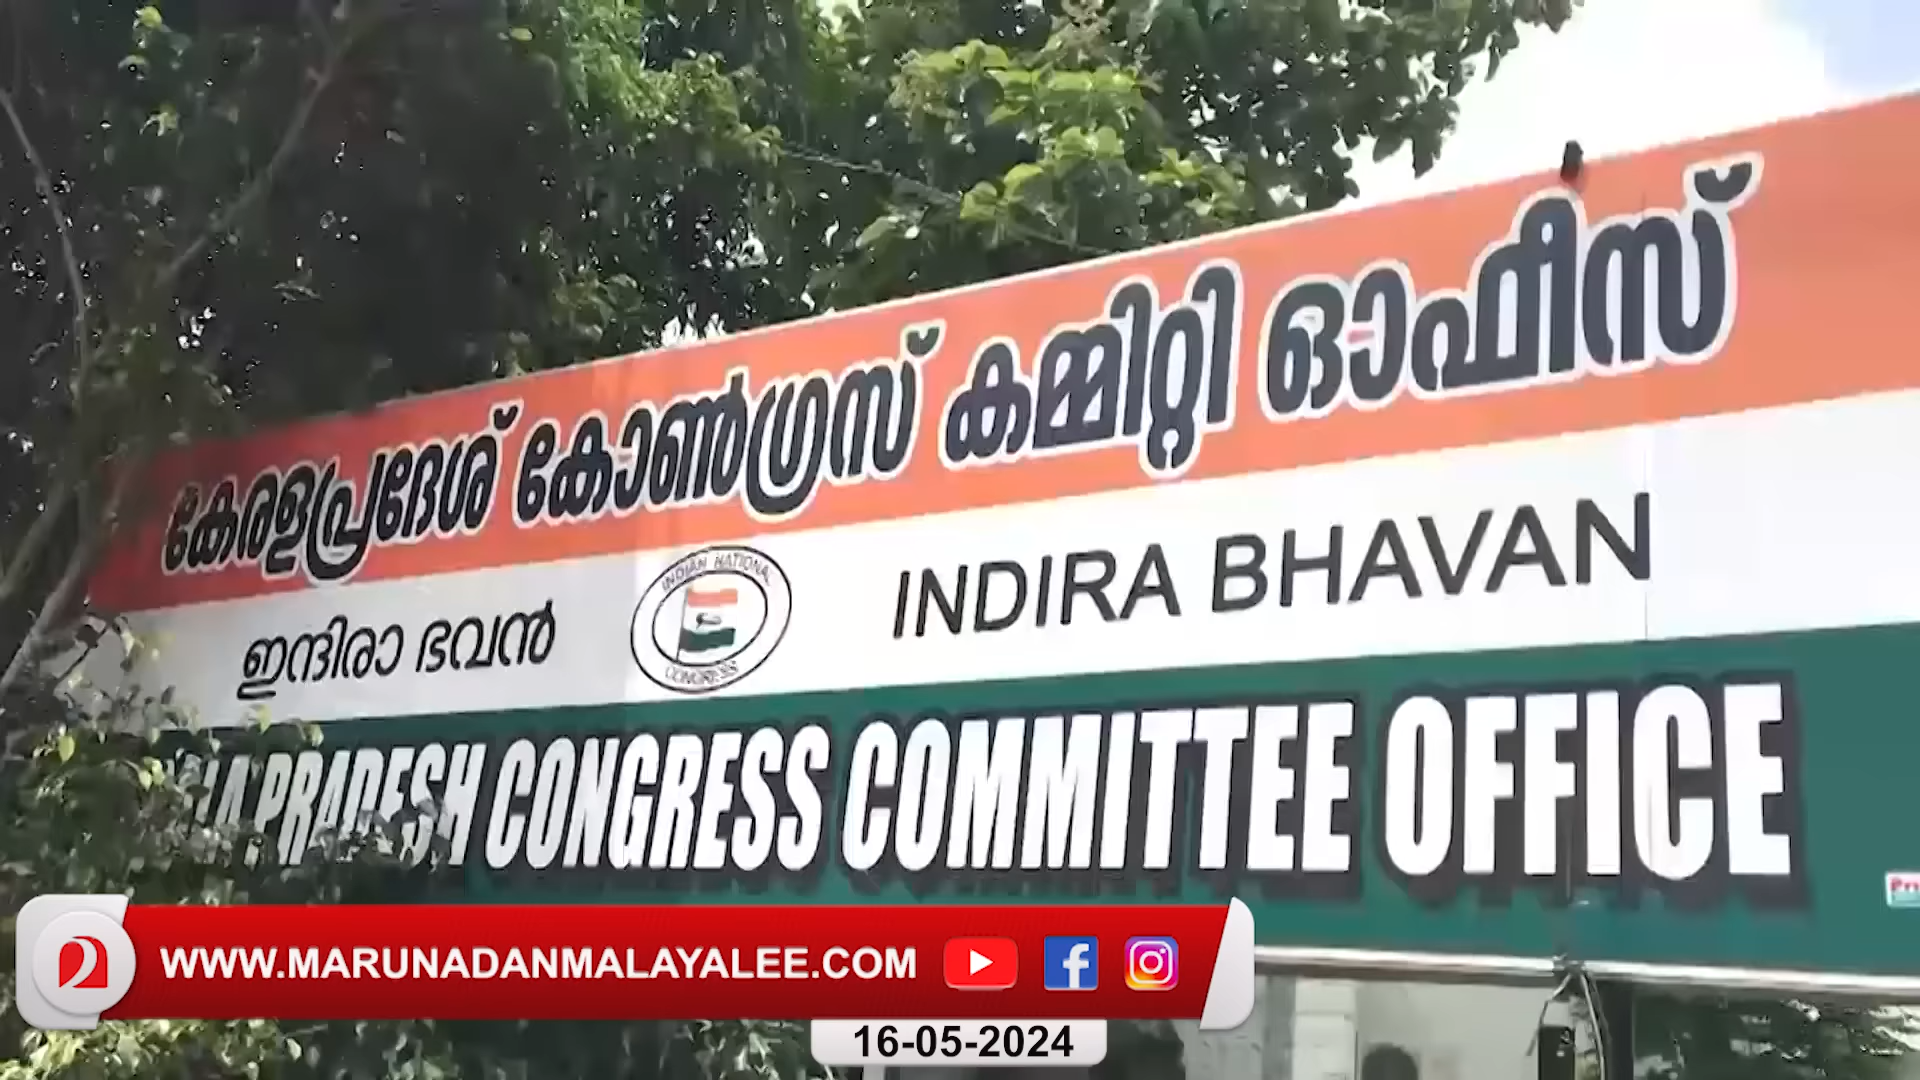 കേരളപ്രദേശ് കോൺഗ്രസ് കമ്മിറ്റി ഓഫീസ്
ഇന്ദിരാ ഭവൻ
INDIAN NATIONAL
CONGRESS
INDIRA BHAVAN
PRADESH CONGRESS COMMITTEE OFFICE
WWW.MARUNADANMALAYALEE.COM
16-05-2024